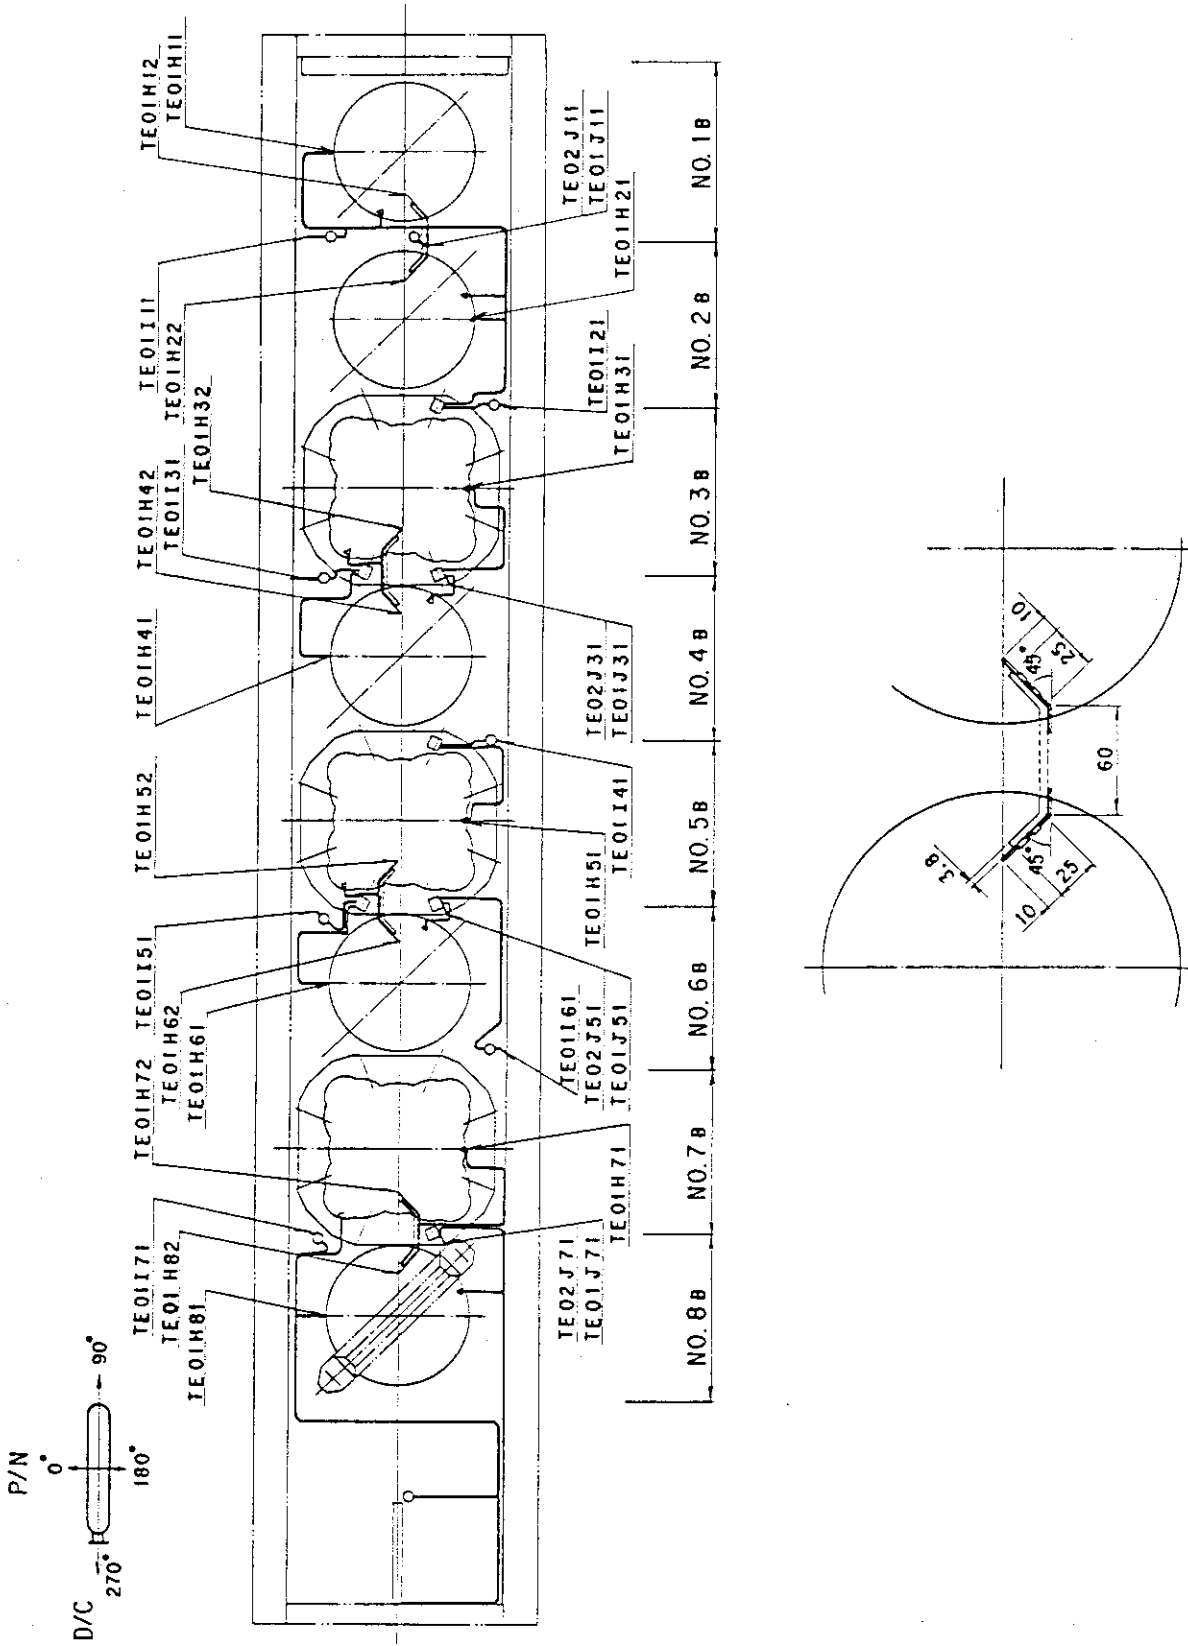 P/N
D/C
0°
90°
180°
270°
TE01H12
TE01H11
TE01I11
TE01H22
TE01H32
TE01H42
TE01I31
TE01H41
TE01H52
TE01I51
TE01H62
TE01H61
TE01H72
TE01I71
TE01H82
TE01H81
TE02J11
TE01J11
TE01H21
TE01I21
TE01H31
TE02J31
TE01J31
TE01I41
TE01H51
TE01I61
TE02J51
TE01J51
TE01H71
TE02J71
TE01J71
NO.1B
NO.2B
NO.3B
NO.4B
NO.5B
NO.6B
NO.7B
NO.8B
10
25
45°
60
3.8
45°
25
10